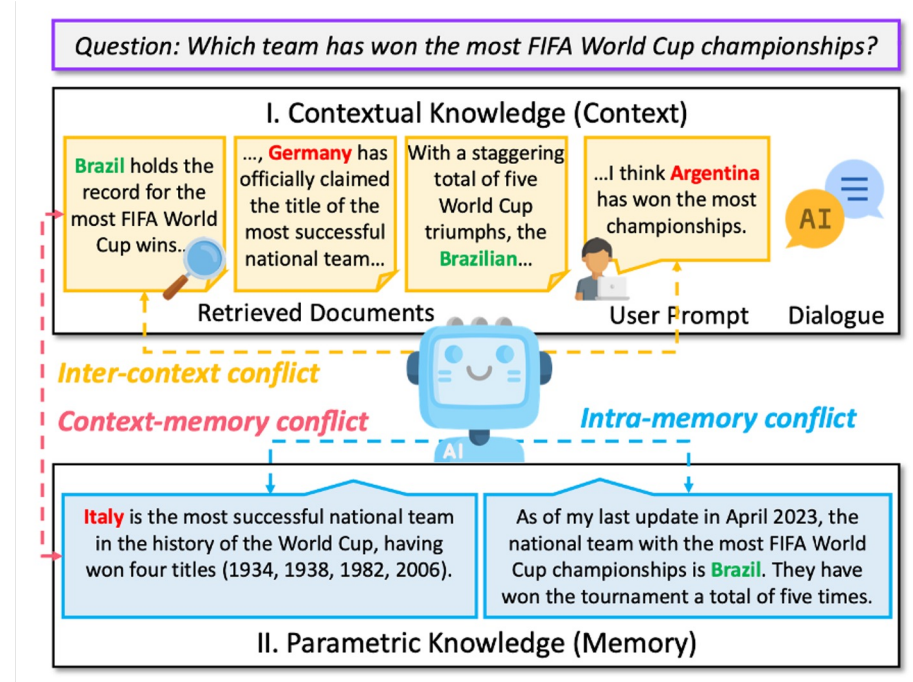 Question: Which team has won the most FIFA World Cup championships?
I. Contextual Knowledge (Context)
Brazil holds the
record for the
most FIFA World
Cup wins...
..., Germany has
officially claimed
the title of the
most successful
national team...
With a staggering
total of five
World Cup
triumphs, the
Brazilian...
...I think Argentina
has won the most
championships.
AI
Retrieved Documents
User Prompt
Dialogue
Inter-context conflict
Context-memory conflict
Intra-memory conflict
AI
Italy is the most successful national team
in the history of the World Cup, having
won four titles (1934, 1938, 1982, 2006).
As of my last update in April 2023, the
national team with the most FIFA World
Cup championships is Brazil. They have
won the tournament a total of five times.
II. Parametric Knowledge (Memory)